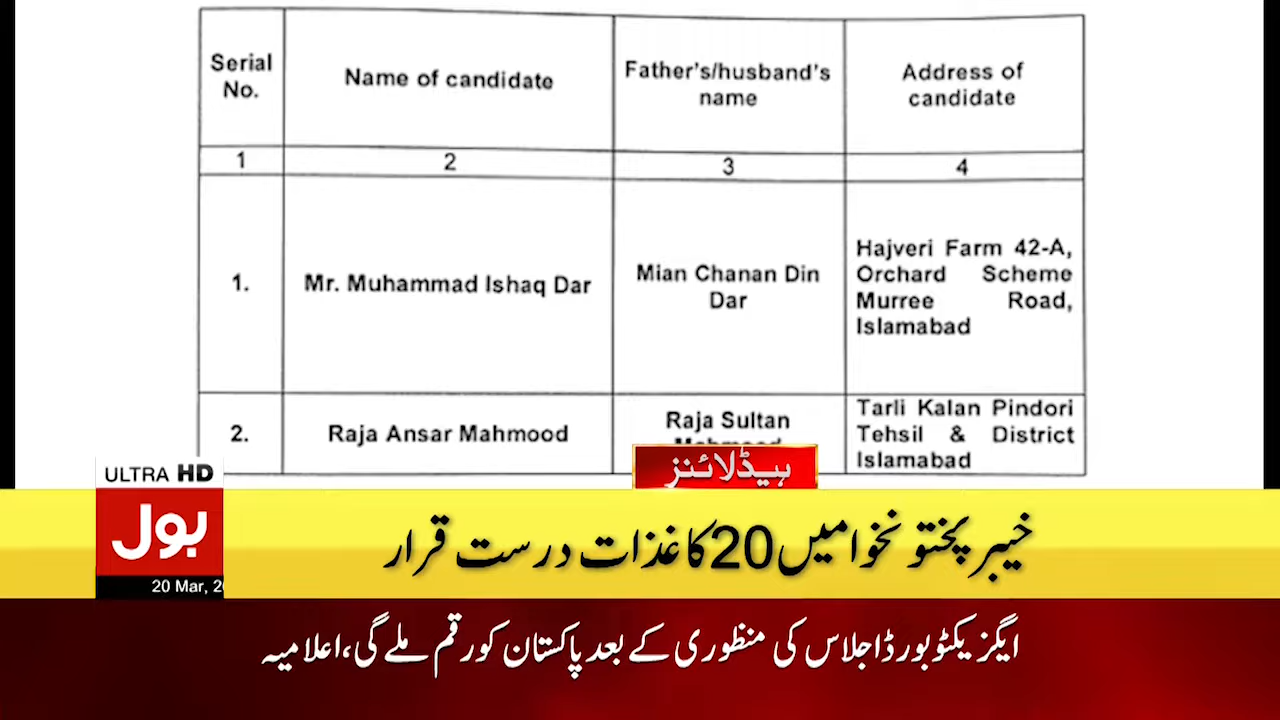 Serial No.
Name of candidate
Father's/husband's name
Address of candidate
1
2
3
4
1.
Mr. Muhammad Ishaq Dar
Mian Chanan Din Dar
Hajveri Farm 42-A,
Orchard Scheme
Murree Road,
Islamabad
2.
Raja Ansar Mahmood
Raja Sultan
Tarli Kalan Pindori
Tehsil & District
Islamabad
ہیڈلائنز
ULTRA HD
بول
خیبر پختونخوا میں 20 کاغذات درست قرار
20 Mar,
ایگزیکٹو بورڈ اجلاس کی منظوری کے بعد پاکستان کو رقم ملے گی، اعلامیہ